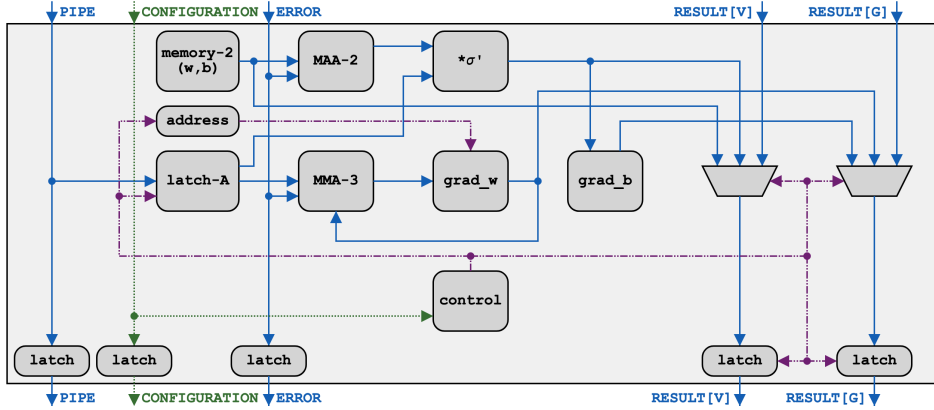 PIPE CONFIGURATION ERROR RESULT[V] RESULT[G]
memory-2
(w,b)
MAA-2
*σ'
address
latch-A
MMA-3
grad_w
grad_b
control
latch latch latch latch latch
PIPE CONFIGURATION ERROR RESULT[V] RESULT[G]